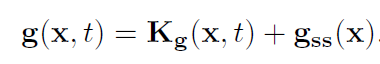 g(x, t) = K_g(x, t) + g_ss(x).